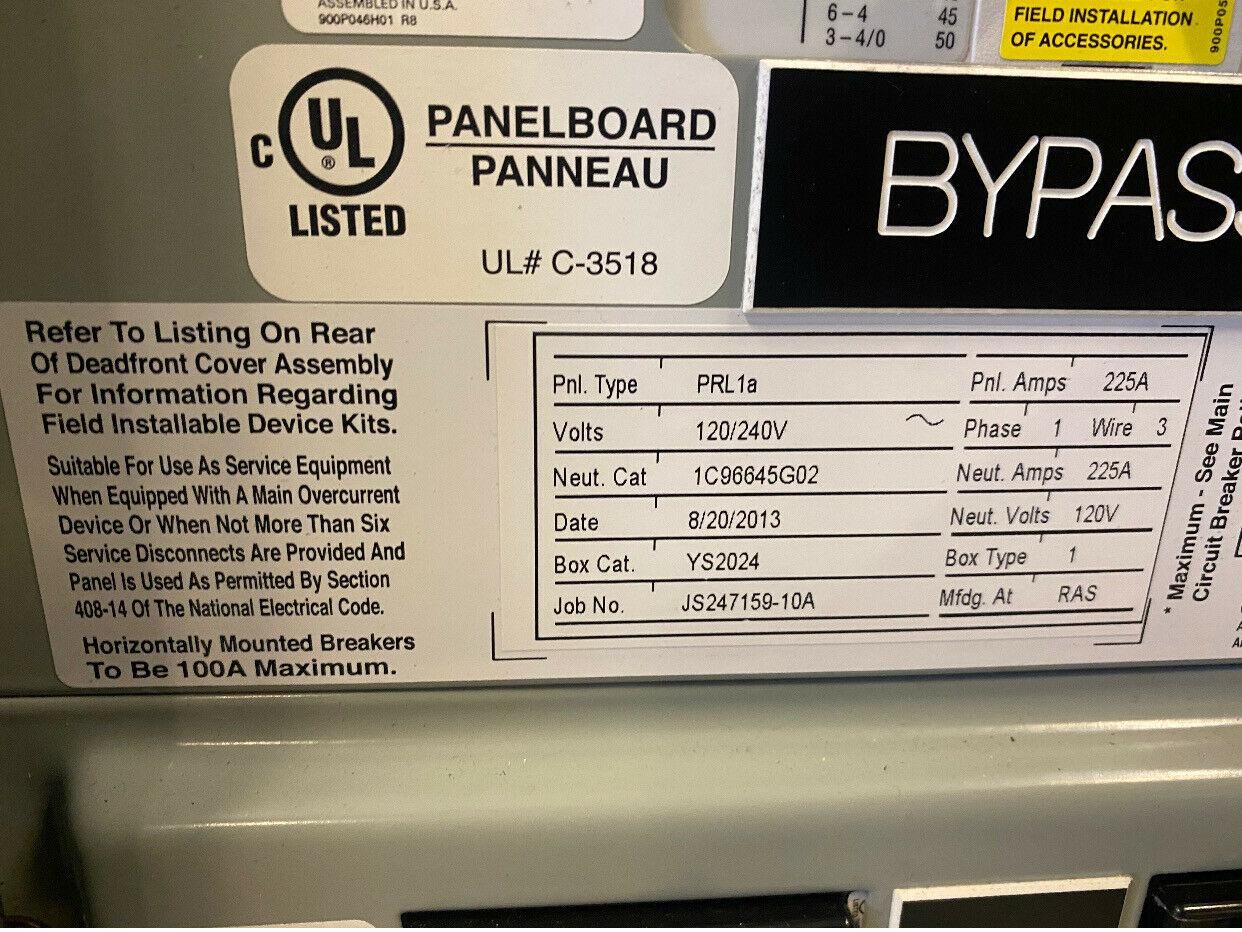 ASSEMBLED IN U.S.A.
900P046H01 R8
6 – 4 45
3 – 4/0 50
FIELD INSTALLATION
OF ACCESSORIES.
900P05
C UL ®
LISTED
PANELBOARD
PANNEAU
UL# C-3518
BYPAS
Refer To Listing On Rear
Of Deadfront Cover Assembly
For Information Regarding
Field Installable Device Kits.
Suitable For Use As Service Equipment
When Equipped With A Main Overcurrent
Device Or When Not More Than Six
Service Disconnects Are Provided And
Panel Is Used As Permitted By Section
408-14 Of The National Electrical Code.
Horizontally Mounted Breakers
To Be 100A Maximum.
Pnl. Type PRL1a Pnl. Amps 225A
Volts 120/240V ~ Phase 1 Wire 3
Neut. Cat 1C96645G02 Neut. Amps 225A
Date 8/20/2013 Neut. Volts 120V
Box Cat. YS2024 Box Type 1
Job No. JS247159-10A Mfdg. At RAS
* Maximum - See Main
Circuit Breaker